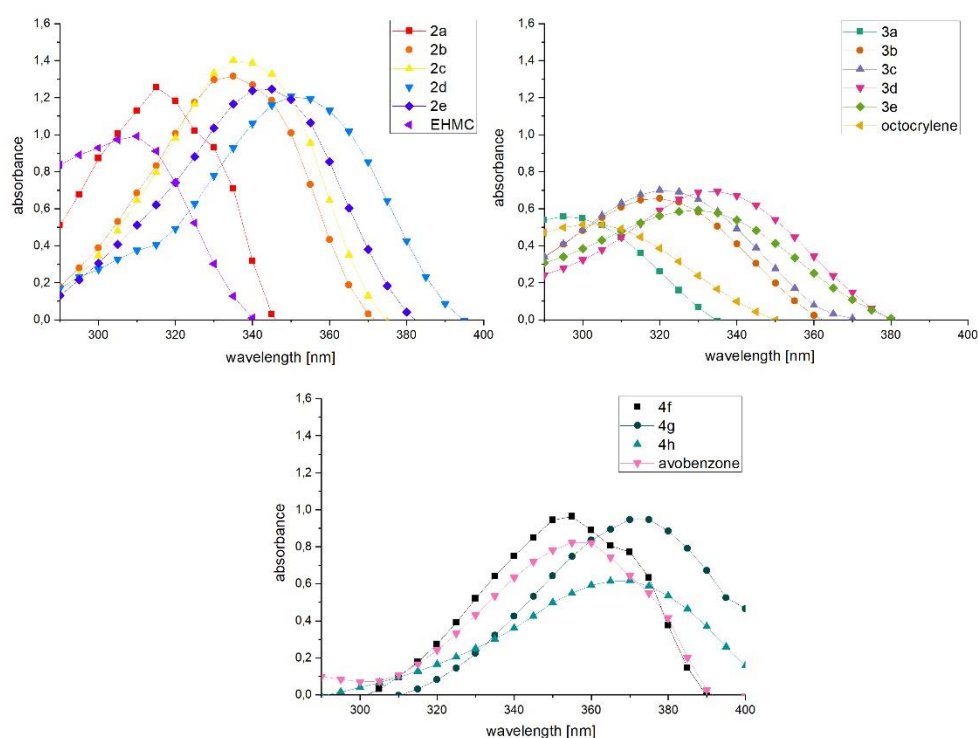 1,6
1,4
1,2
1,0
0,8
0,6
0,4
0,2
0,0
absorbance
300 320 340 360 380 400
wavelength [nm]
2a
2b
2c
2d
2e
EHMC
1,6
1,4
1,2
1,0
0,8
0,6
0,4
0,2
0,0
absorbance
300 320 340 360 380 400
wavelength [nm]
3a
3b
3c
3d
3e
octocrylene
1,6
1,4
1,2
1,0
0,8
0,6
0,4
0,2
0,0
absorbance
300 320 340 360 380 400
wavelength [nm]
4f
4g
4h
avobenzone